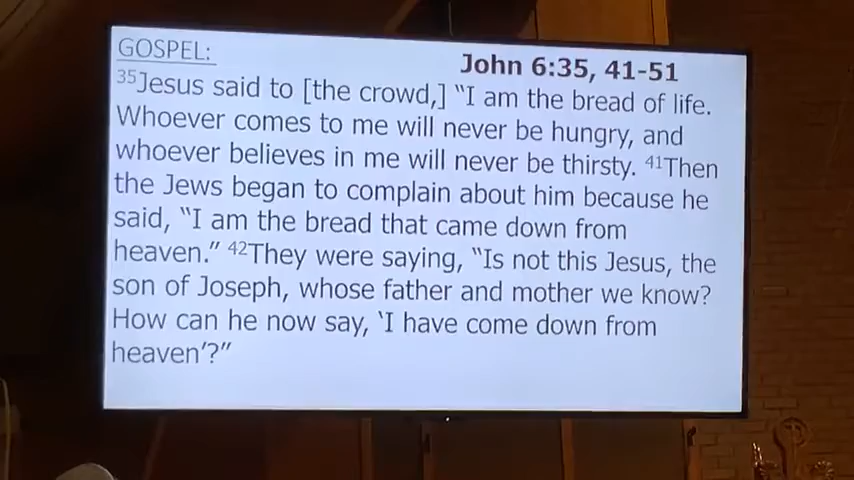 GOSPEL:
John 6:35, 41-51
35Jesus said to [the crowd,] “I am the bread of life.
Whoever comes to me will never be hungry, and
whoever believes in me will never be thirsty. 41Then
the Jews began to complain about him because he
said, “I am the bread that came down from
heaven.” 42They were saying, “Is not this Jesus, the
son of Joseph, whose father and mother we know?
How can he now say, ‘I have come down from
heaven’?”